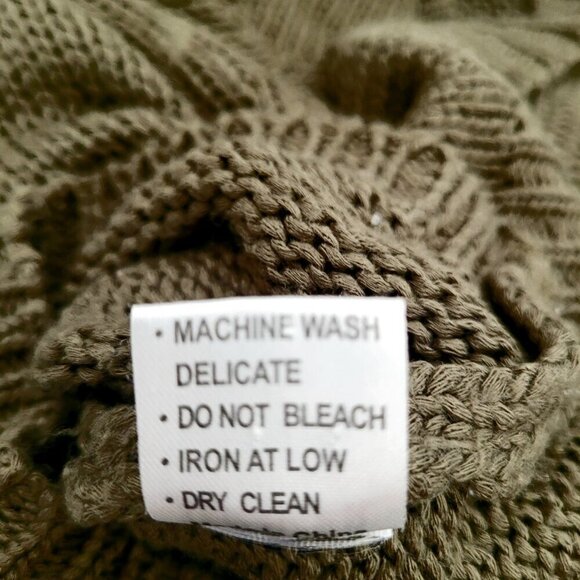 • MACHINE WASH
DELICATE
• DO NOT BLEACH
• IRON AT LOW
• DRY CLEAN